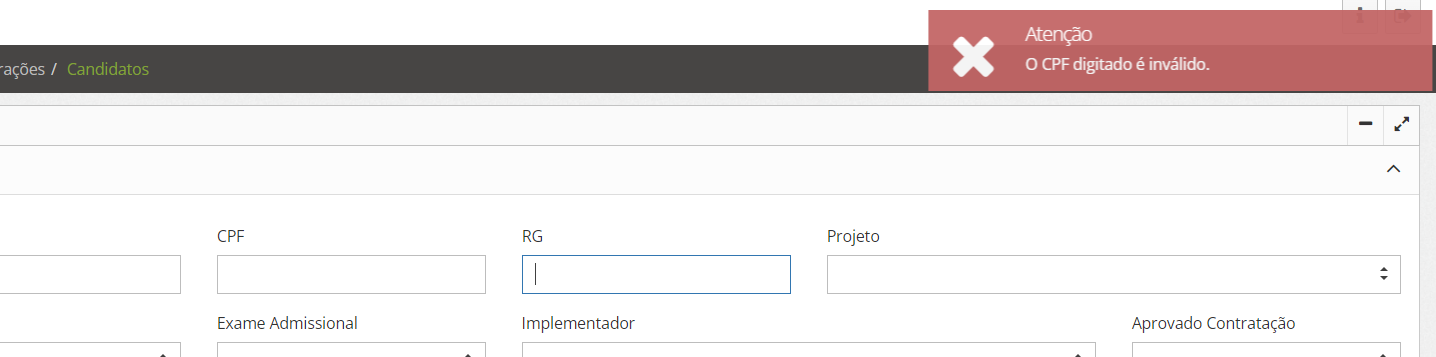 Atenção
O CPF digitado é inválido.
rações / Candidatos
CPF RG Projeto
Exame Admissional Implementador Aprovado Contratação